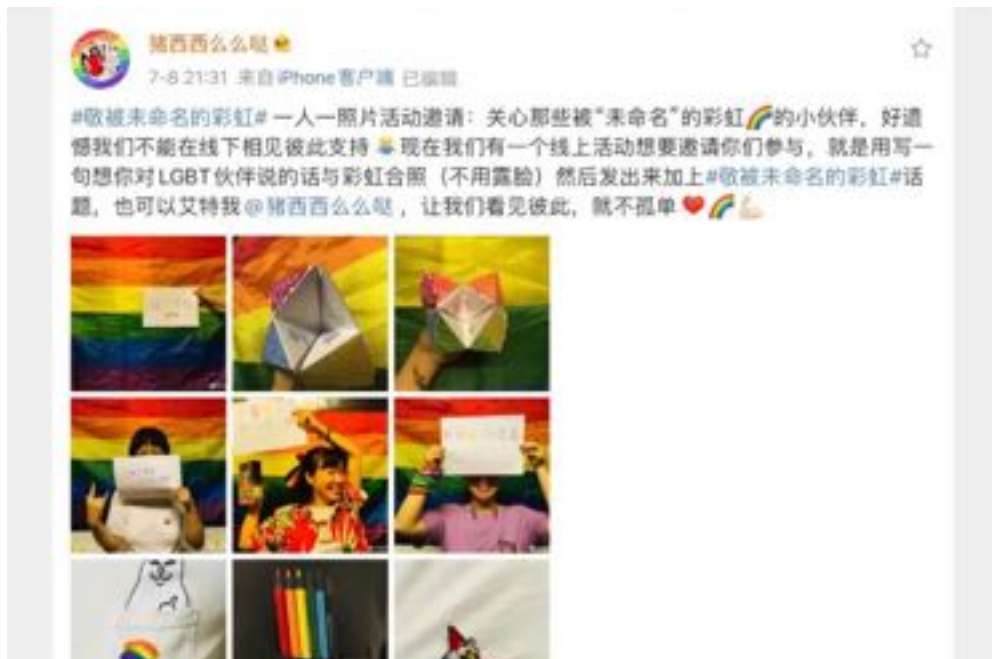 猪西西么么哒
7-8 21:31 来自 iPhone客户端 已编辑
#敬被未命名的彩虹# 一人一照片活动邀请：关心那些被“未命名”的彩虹🌈的小伙伴，好遗
憾我们不能在线下相见彼此支持 现在我们有一个线上活动想要邀请你们参与，就是用写一
句想你对LGBT伙伴说的话与彩虹合照（不用露脸）然后发出来加上#敬被未命名的彩虹#话
题，也可以艾特我@猪西西么么哒 ，让我们看见彼此，就不孤单❤️🌈💪🏻